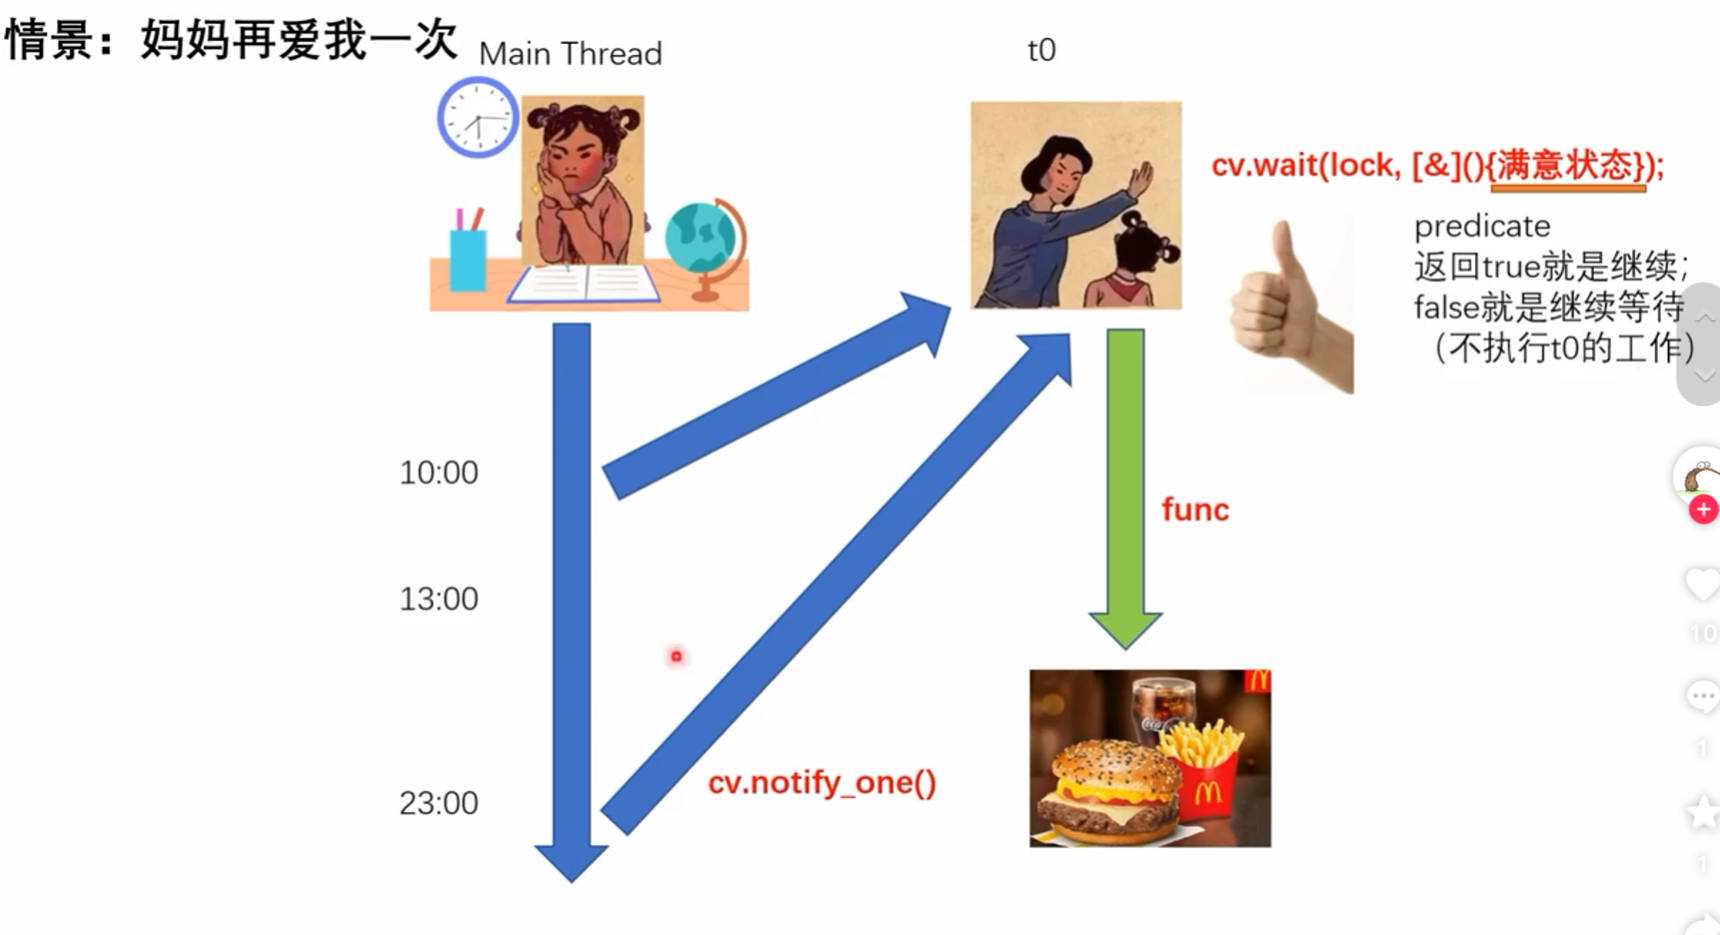 情景：妈妈再爱我一次
Main Thread
t0
cv.wait(lock, [&](){满意状态});
predicate
返回true就是继续；
false就是继续等待
（不执行t0的工作）
10:00
func
13:00
cv.notify_one()
23:00
10
1
1